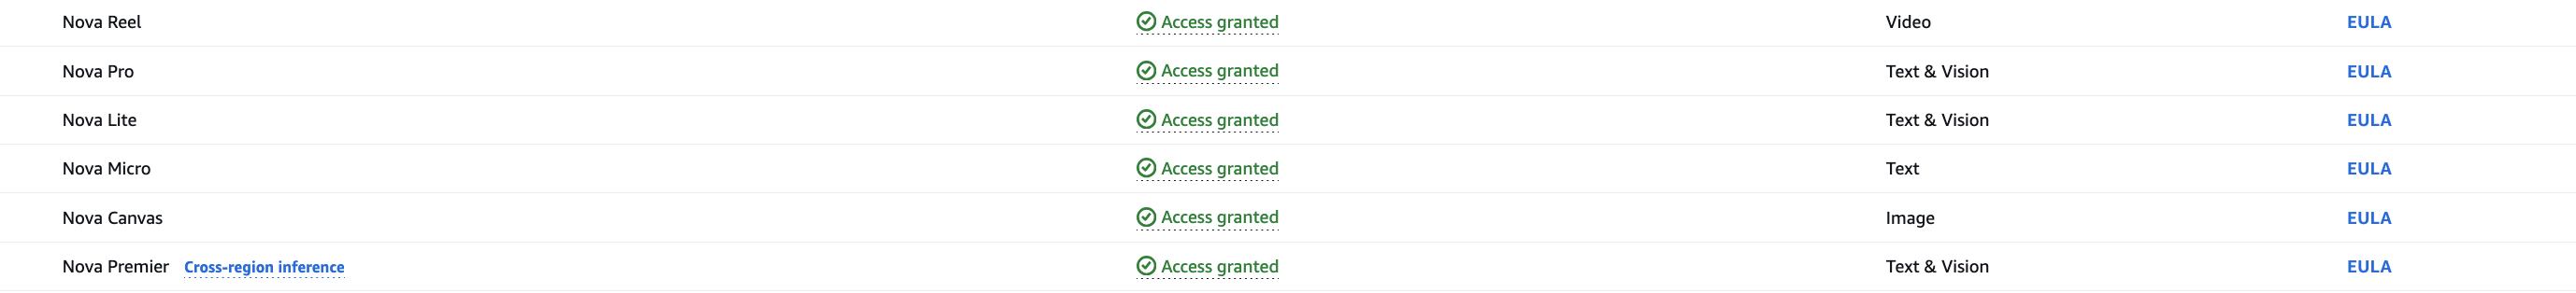 Nova Reel Access granted Video EULA
Nova Pro Access granted Text & Vision EULA
Nova Lite Access granted Text & Vision EULA
Nova Micro Access granted Text EULA
Nova Canvas Access granted Image EULA
Nova Premier Cross-region inference Access granted Text & Vision EULA